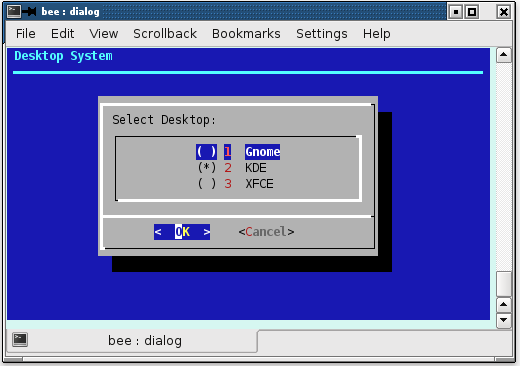 bee : dialog
File Edit View Scrollback Bookmarks Settings Help
Desktop System
Select Desktop:
( ) 1 Gnome
(*) 2 KDE
( ) 3 XFCE
< OK > <Cancel>
bee : dialog